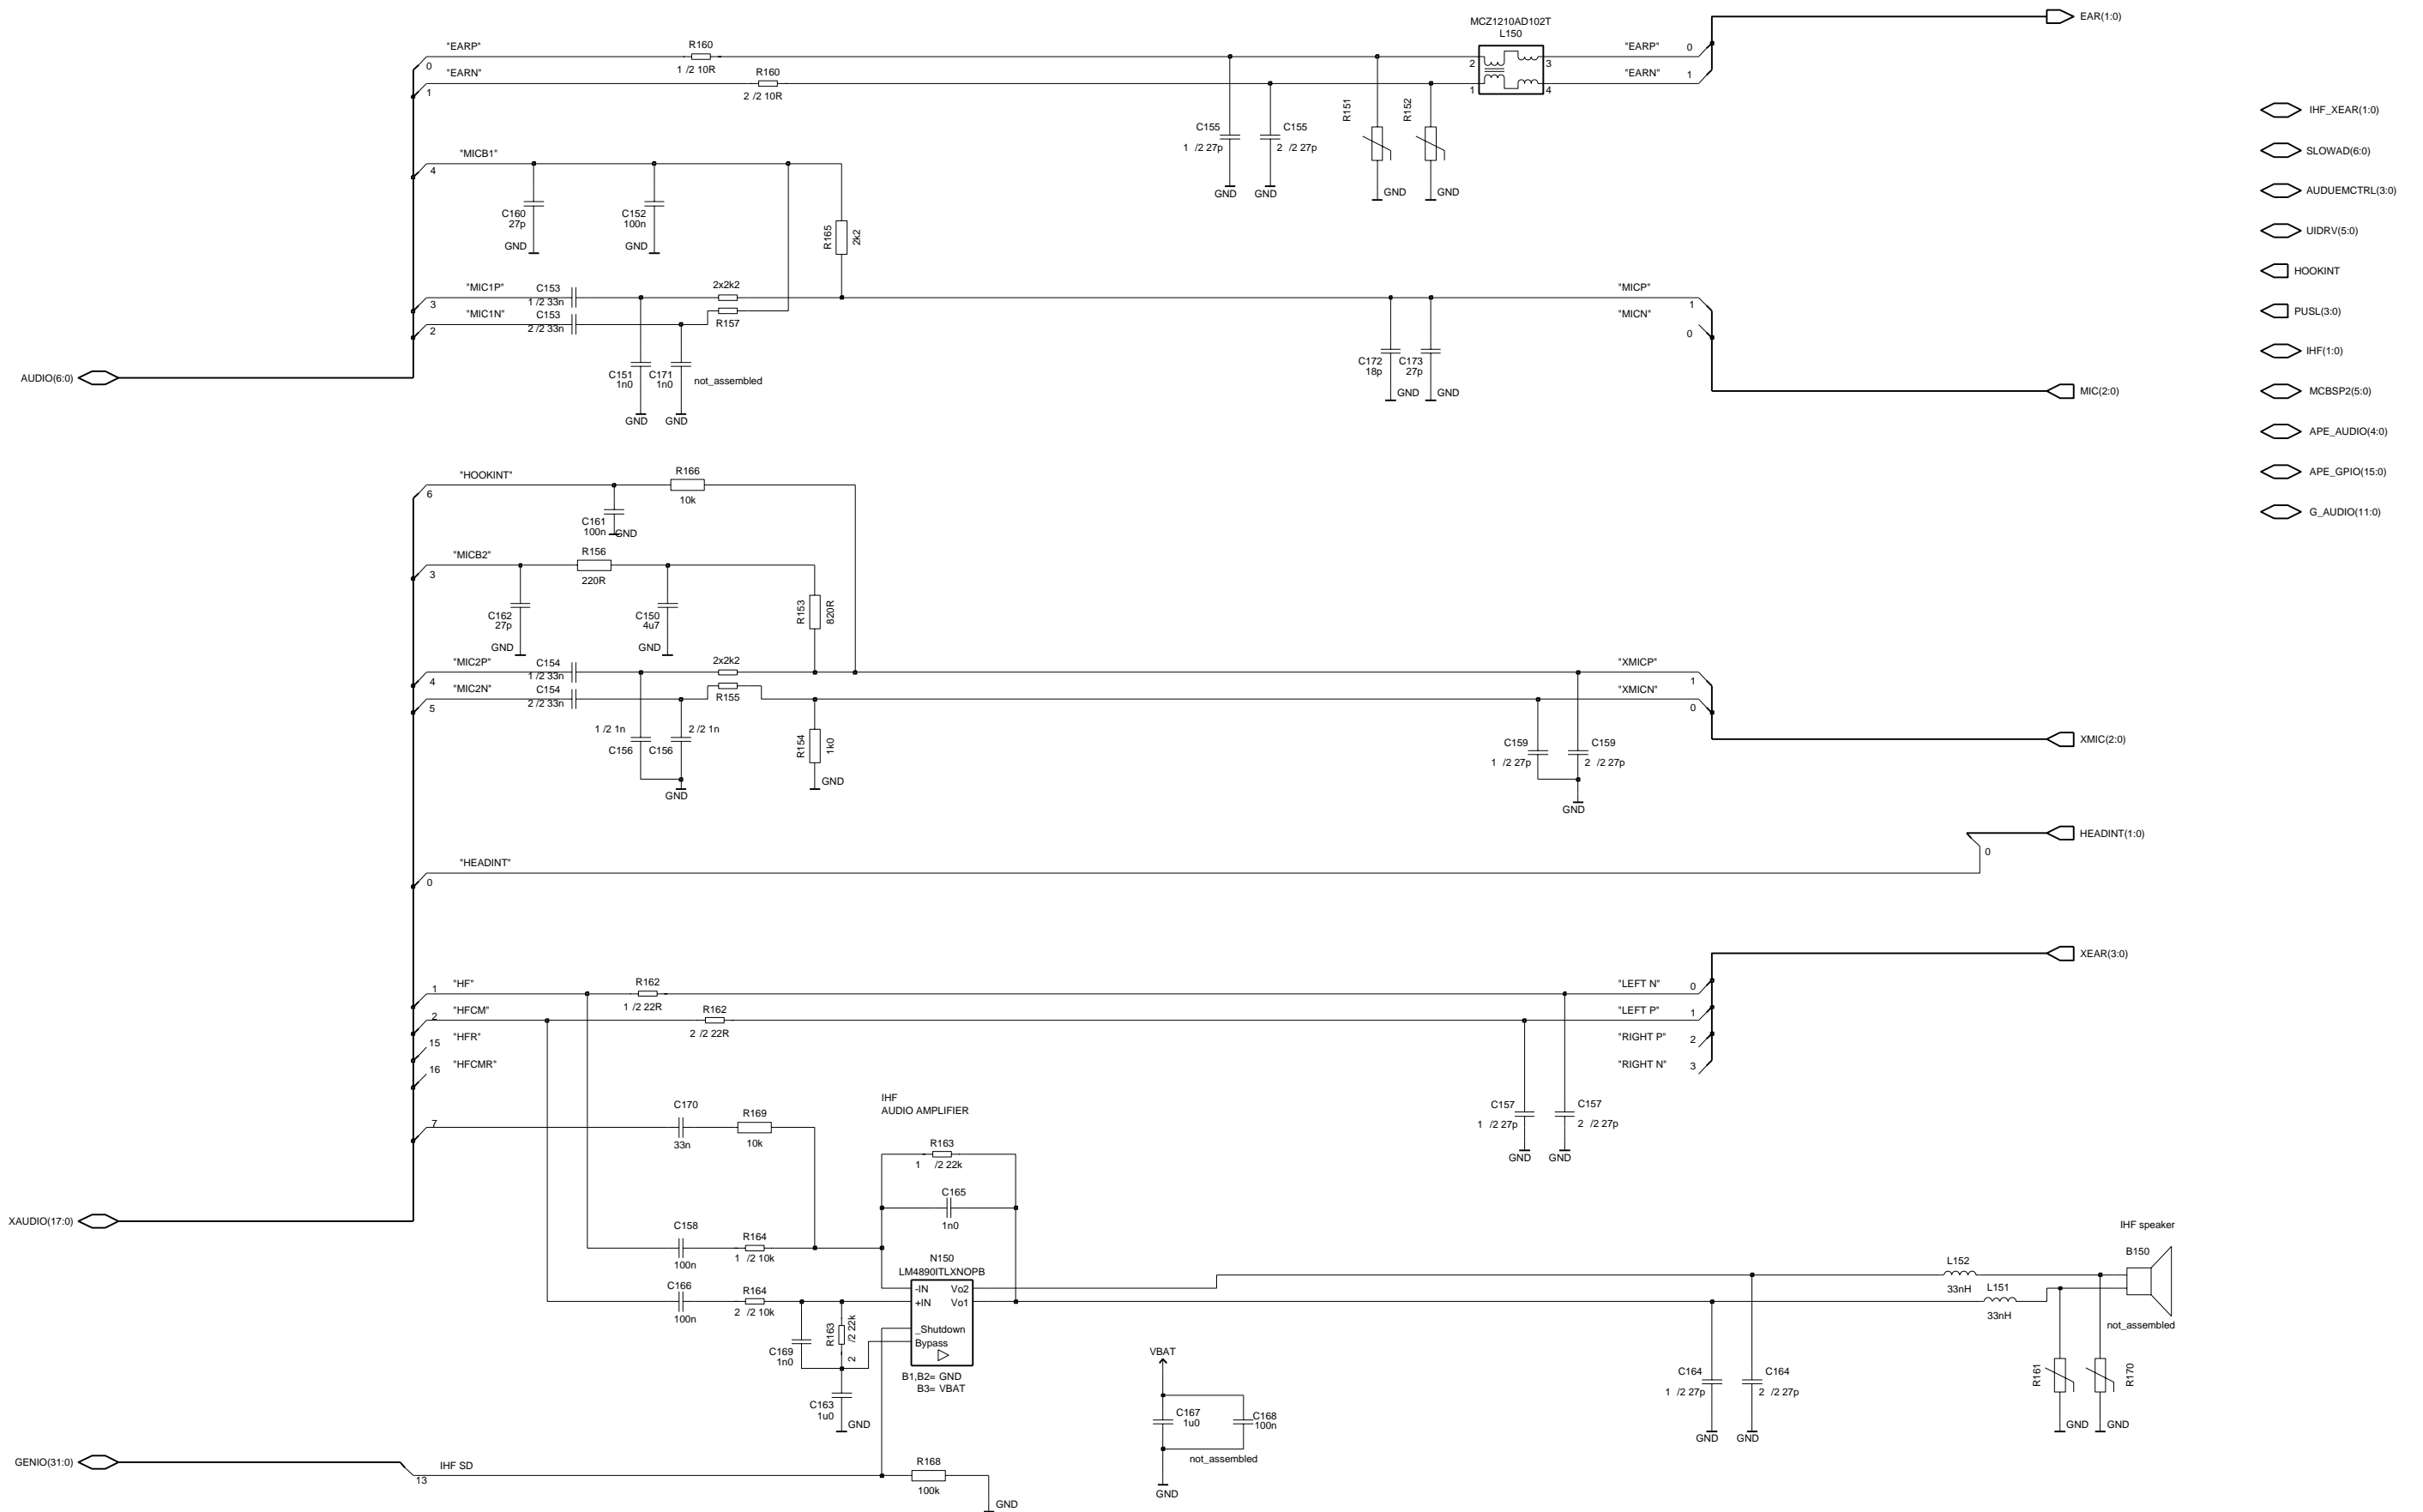 MCZ1210AD102T
L150
EAR(1:0)
"EARP"
0
R160
1 /2 10R
"EARN"
1
R160
2 /2 10R
2
1
3
4
"EARP"
0
"EARN"
1
R151
R152
C155
1 /2 27p
C155
2 /2 27p
GND
GND
GND
GND
IHF_XEAR(1:0)
SLOWAD(6:0)
AUDUEMCTRL(3:0)
UIDRV(5:0)
HOOKINT
PUSL(3:0)
IHF(1:0)
MCBSP2(5:0)
APE_AUDIO(4:0)
APE_GPIO(15:0)
G_AUDIO(11:0)
"MICB1"
4
C160
27p
GND
C152
100n
GND
R165
2k2
"MIC1P"
3
C153
1 /2 33n
2x2k2
"MIC1N"
2
C153
2 /2 33n
R157
"MICP"
1
"MICN"
0
C151
1n0
C171
1n0
not_assembled
GND
GND
C172
18p
C173
27p
GND
GND
AUDIO(6:0)
MIC(2:0)
"HOOKINT"
6
R166
10k
C161
100n
GND
"MICB2"
3
R156
220R
C162
27p
GND
C150
4u7
GND
R153
820R
"MIC2P"
4
C154
1 /2 33n
2x2k2
"MIC2N"
5
C154
2 /2 33n
R155
"XMICP"
1
"XMICN"
0
1 /2 1n
C156
2 /2 1n
C156
GND
R154
1k0
GND
C159
1 /2 27p
C159
2 /2 27p
GND
XMIC(2:0)
HEADINT(1:0)
0
"HEADINT"
0
XEAR(3:0)
"HF"
1
R162
1 /2 22R
"HFCM"
2
R162
2 /2 22R
"HFR"
15
"HFCMR"
16
7
"LEFT N"
0
"LEFT P"
1
"RIGHT P"
2
"RIGHT N"
3
IHF
AUDIO AMPLIFIER
C170
33n
R169
10k
C157
1 /2 27p
C157
2 /2 27p
GND
GND
R163
1 /2 22k
C165
1n0
XAUDIO(17:0)
C158
100n
R164
1 /2 10k
N150
LM4890ITLXNOPB
-IN
+IN
_Shutdown
Bypass
Vo2
Vo1
B1,B2= GND
B3= VBAT
C166
100n
R164
2 /2 10k
C169
1n0
R163
2 /2 22k
C163
1u0
GND
IHF speaker
B150
L152
33nH
L151
33nH
not_assembled
VBAT
C167
1u0
C168
100n
not_assembled
GND
C164
1 /2 27p
C164
2 /2 27p
GND
GND
R161
R170
GND
GND
GENIO(31:0)
13
IHF SD
R168
100k
GND